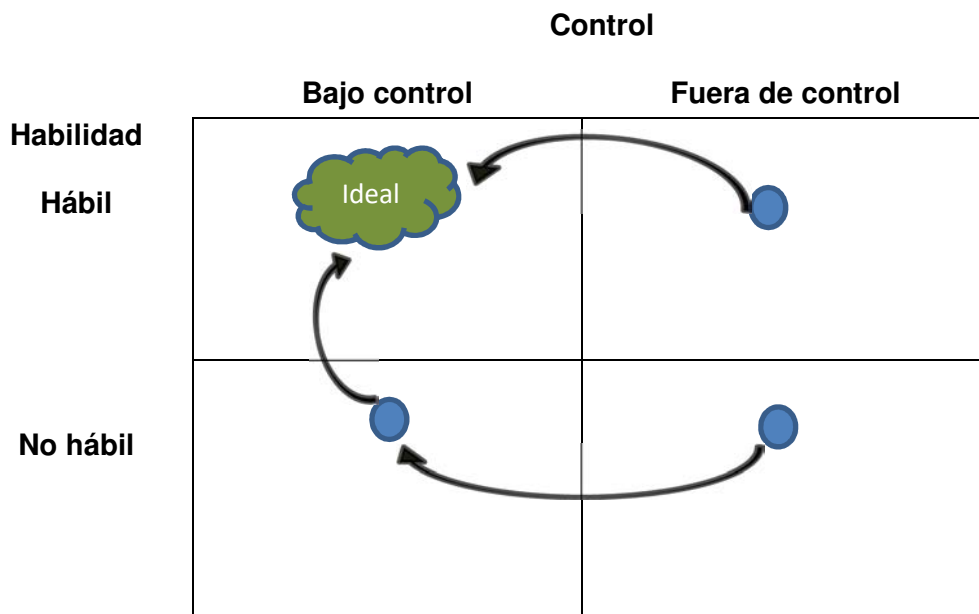 Control
Bajo control Fuera de control
Habilidad
Hábil
Ideal
No hábil